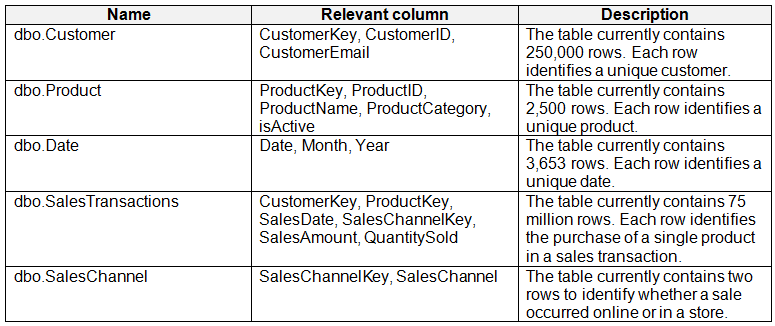 Name Relevant column Description
dbo.Customer CustomerKey, CustomerID, The table currently contains
CustomerEmail 250,000 rows. Each row
identifies a unique customer.
dbo.Product ProductKey, ProductID, The table currently contains
ProductName, ProductCategory, 2,500 rows. Each row identifies a
isActive unique product.
dbo.Date Date, Month, Year The table currently contains
3,653 rows. Each row identifies a
unique date.
dbo.SalesTransactions CustomerKey, ProductKey, The table currently contains 75
SalesDate, SalesChannelKey, million rows. Each row identifies
SalesAmount, QuantitySold the purchase of a single product
in a sales transaction.
dbo.SalesChannel SalesChannelKey, SalesChannel The table currently contains two
rows to identify whether a sale
occurred online or in a store.